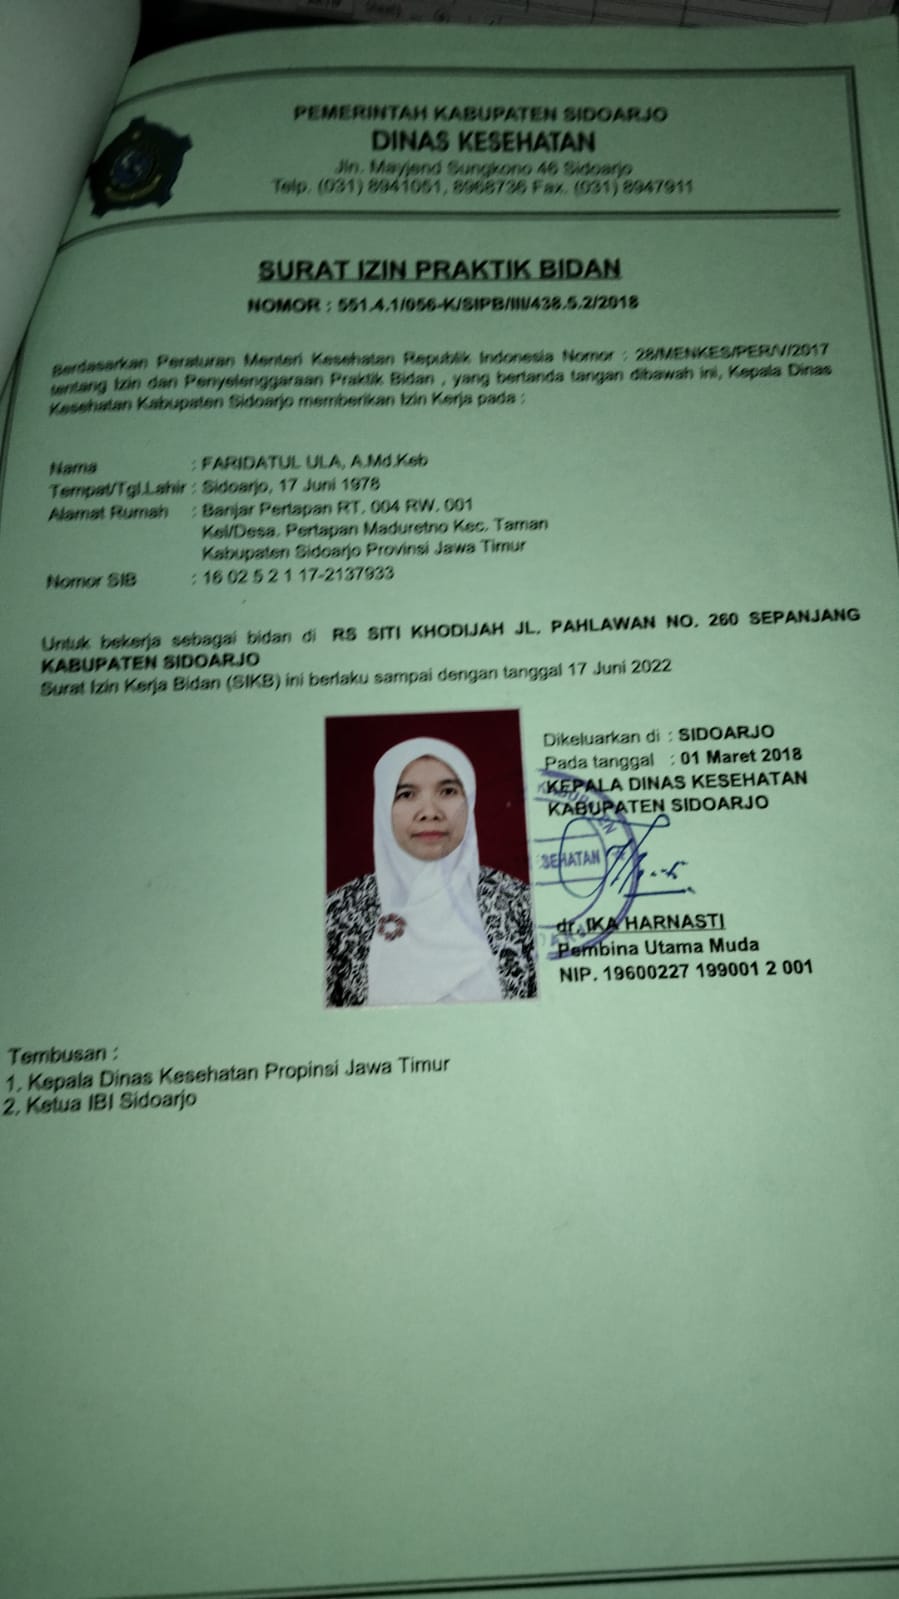 PEMERINTAH KABUPATEN SIDOARJO
DINAS KESEHATAN
Jln. Mayjend Sungkono 46 Sidoarjo
Telp. (031) 8941051, 8968736 Fax. (031) 8947911
SURAT IZIN PRAKTIK BIDAN
NOMOR : 551.4.1/056-K/SIPB/III/438.5.2/2018
Berdasarkan Peraturan Menteri Kesehatan Republik Indonesia Nomor : 28/MENKES/PER/V/2017
tentang Izin dan Penyelenggaraan Praktik Bidan , yang bertanda tangan dibawah ini, Kepala Dinas
Kesehatan Kabupaten Sidoarjo memberikan Izin Kerja pada :
Nama : FARIDATUL ULA, A.Md.Keb
Tempat/Tgl.Lahir : Sidoarjo, 17 Juni 1978
Alamat Rumah : Banjar Pertapan RT. 004 RW. 001
Kel/Desa. Pertapan Maduretno Kec. Taman
Kabupaten Sidoarjo Provinsi Jawa Timur
Nomor SIB : 16 02 5 2 1 17-2137933
Untuk bekerja sebagai bidan di RS SITI KHODIJAH JL. PAHLAWAN NO. 260 SEPANJANG
KABUPATEN SIDOARJO
Surat Izin Kerja Bidan (SIKB) ini berlaku sampai dengan tanggal 17 Juni 2022
Dikeluarkan di : SIDOARJO
Pada tanggal : 01 Maret 2018
KEPALA DINAS KESEHATAN
KABUPATEN SIDOARJO
SEHATAN
dr. IKA HARNASTI
Pembina Utama Muda
NIP. 19600227 199001 2 001
Tembusan :
1. Kepala Dinas Kesehatan Propinsi Jawa Timur
2. Ketua IBI Sidoarjo